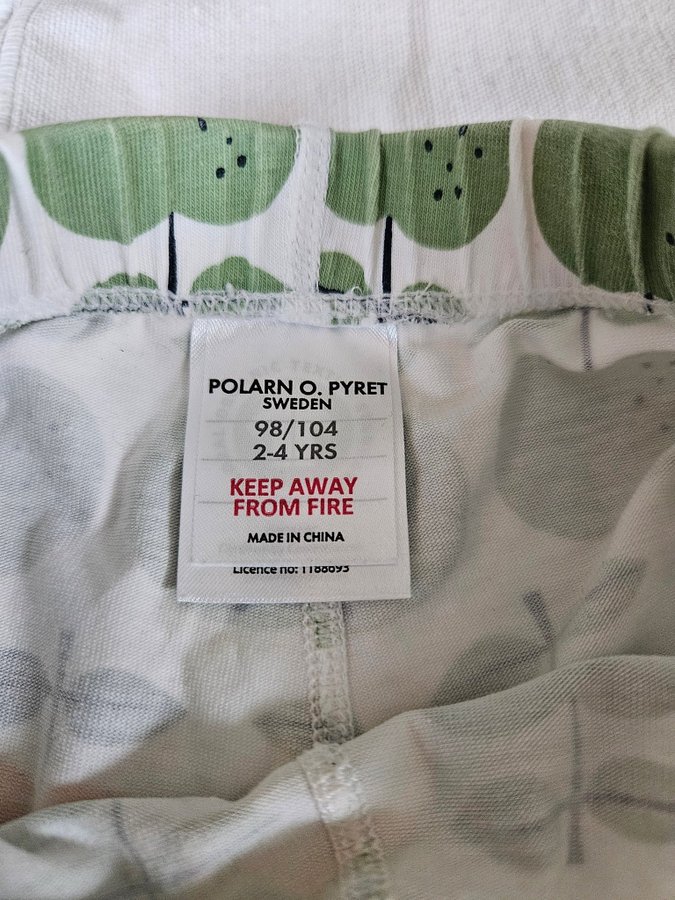 POLARN O. PYRET
SWEDEN
98/104
2-4 YRS
KEEP AWAY
FROM FIRE
MADE IN CHINA
Licence no: 1188693